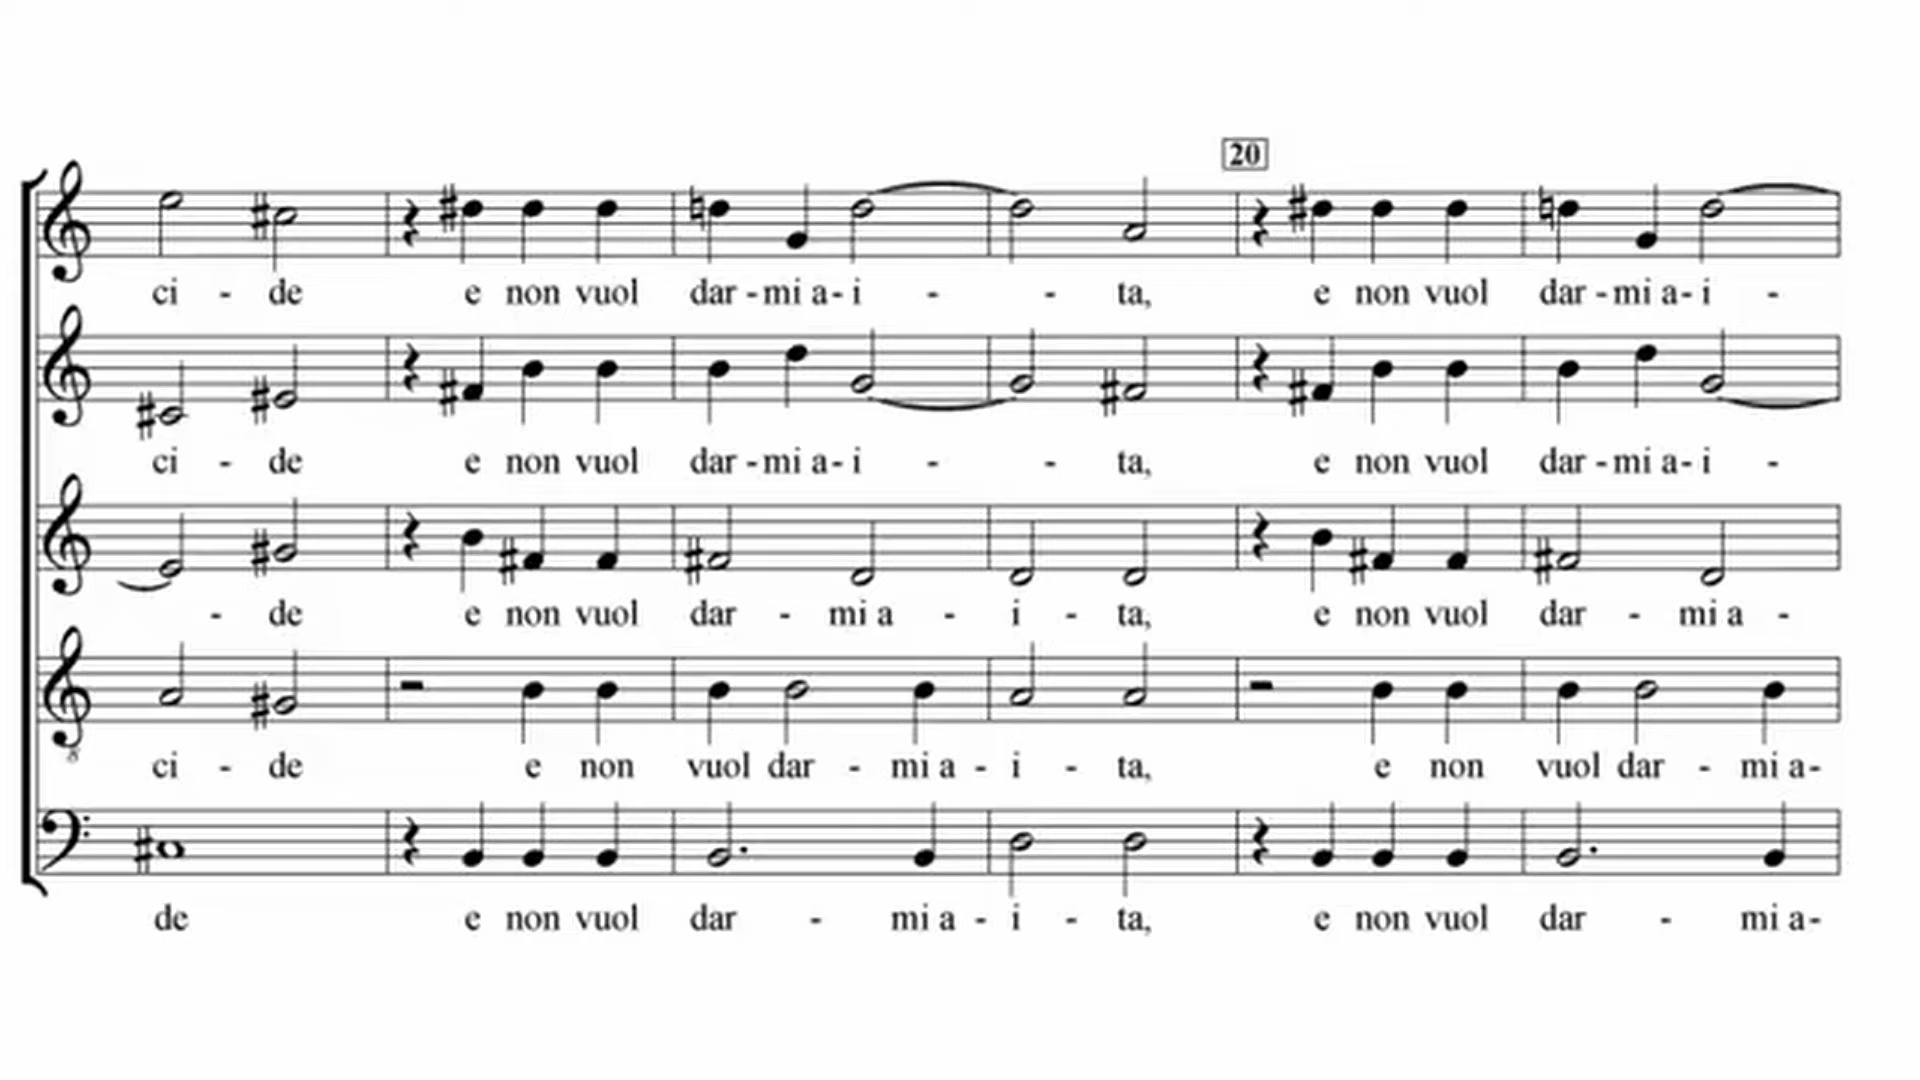 20
ci - de e non vuol dar - mi a - i - - ta, e non vuol dar - mi a - i -
ci - de e non vuol dar - mi a - i - - ta, e non vuol dar - mi a - i -
- de e non vuol dar - mi a - i - ta, e non vuol dar - mi a -
8
ci - de e non vuol dar - mi a - i - ta, e non vuol dar - mi a -
de e non vuol dar - mi a - i - ta, e non vuol dar - mi a -